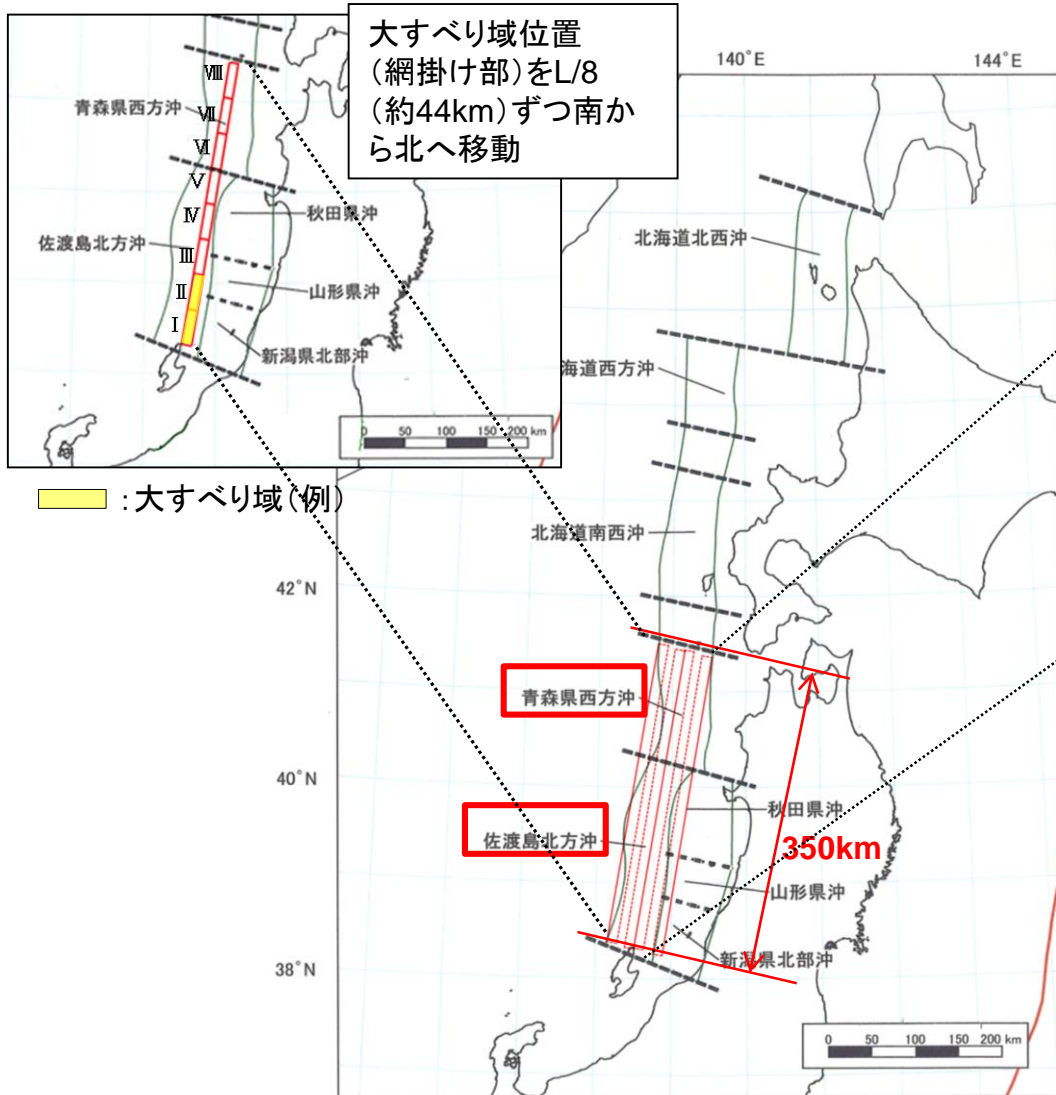 大すべり域位置
(網掛け部)をL/8
(約44km)ずつ南か
ら北へ移動
Ⅷ
青森県西方沖
Ⅶ
Ⅵ
Ⅴ
Ⅳ
秋田県沖
佐渡島北方沖
Ⅲ
Ⅱ
山形県沖
Ⅰ
新潟県北部沖
0 50 100 150 200 km
:大すべり域(例)
140°E
144°E
北海道北西沖
海道西方沖
北海道南西沖
42°N
青森県西方沖
40°N
秋田県沖
佐渡島北方沖
350km
山形県沖
新潟県北部沖
38°N
0 50 100 150 200 km